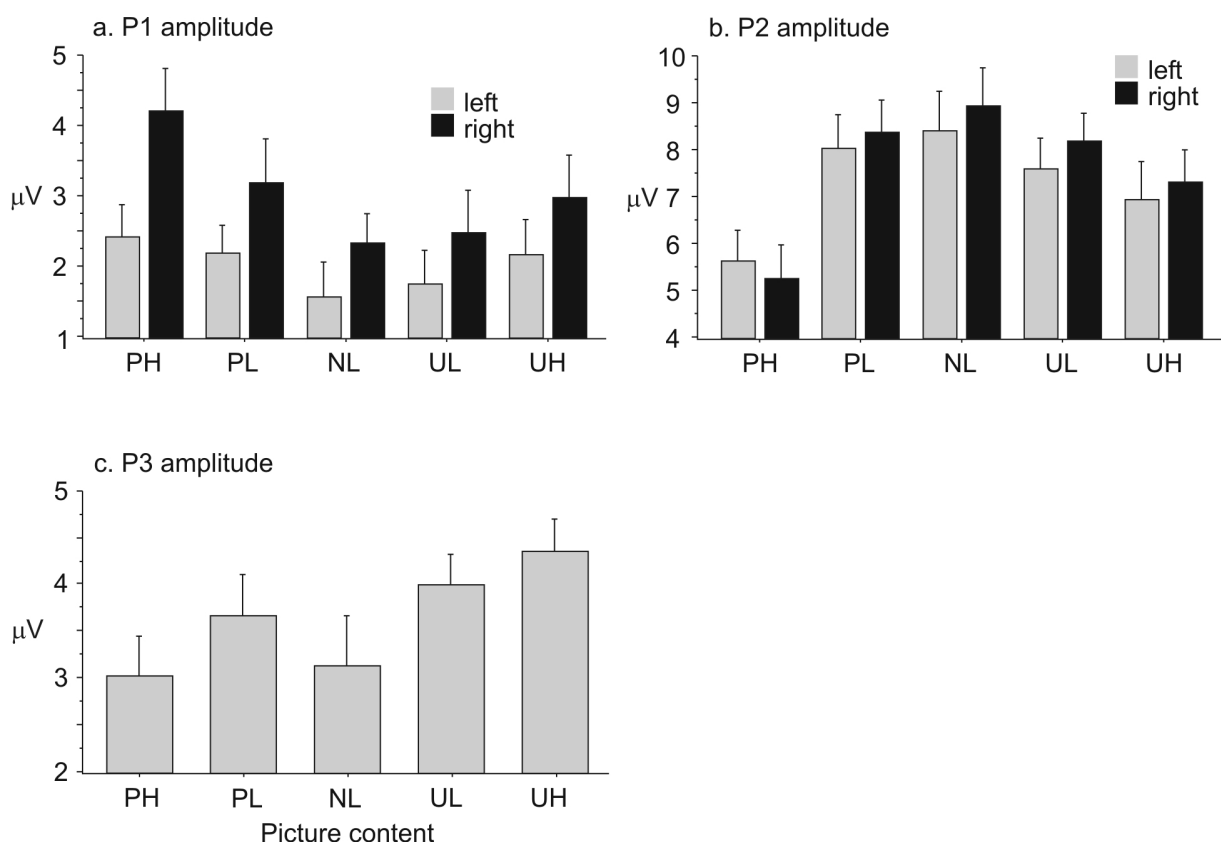 a. P1 amplitude
5
4
3
2
1
μV
left
right
PH PL NL UL UH
b. P2 amplitude
10
9
8
7
6
5
4
μV
left
right
PH PL NL UL UH
c. P3 amplitude
5
4
3
2
μV
PH PL NL UL UH
Picture content